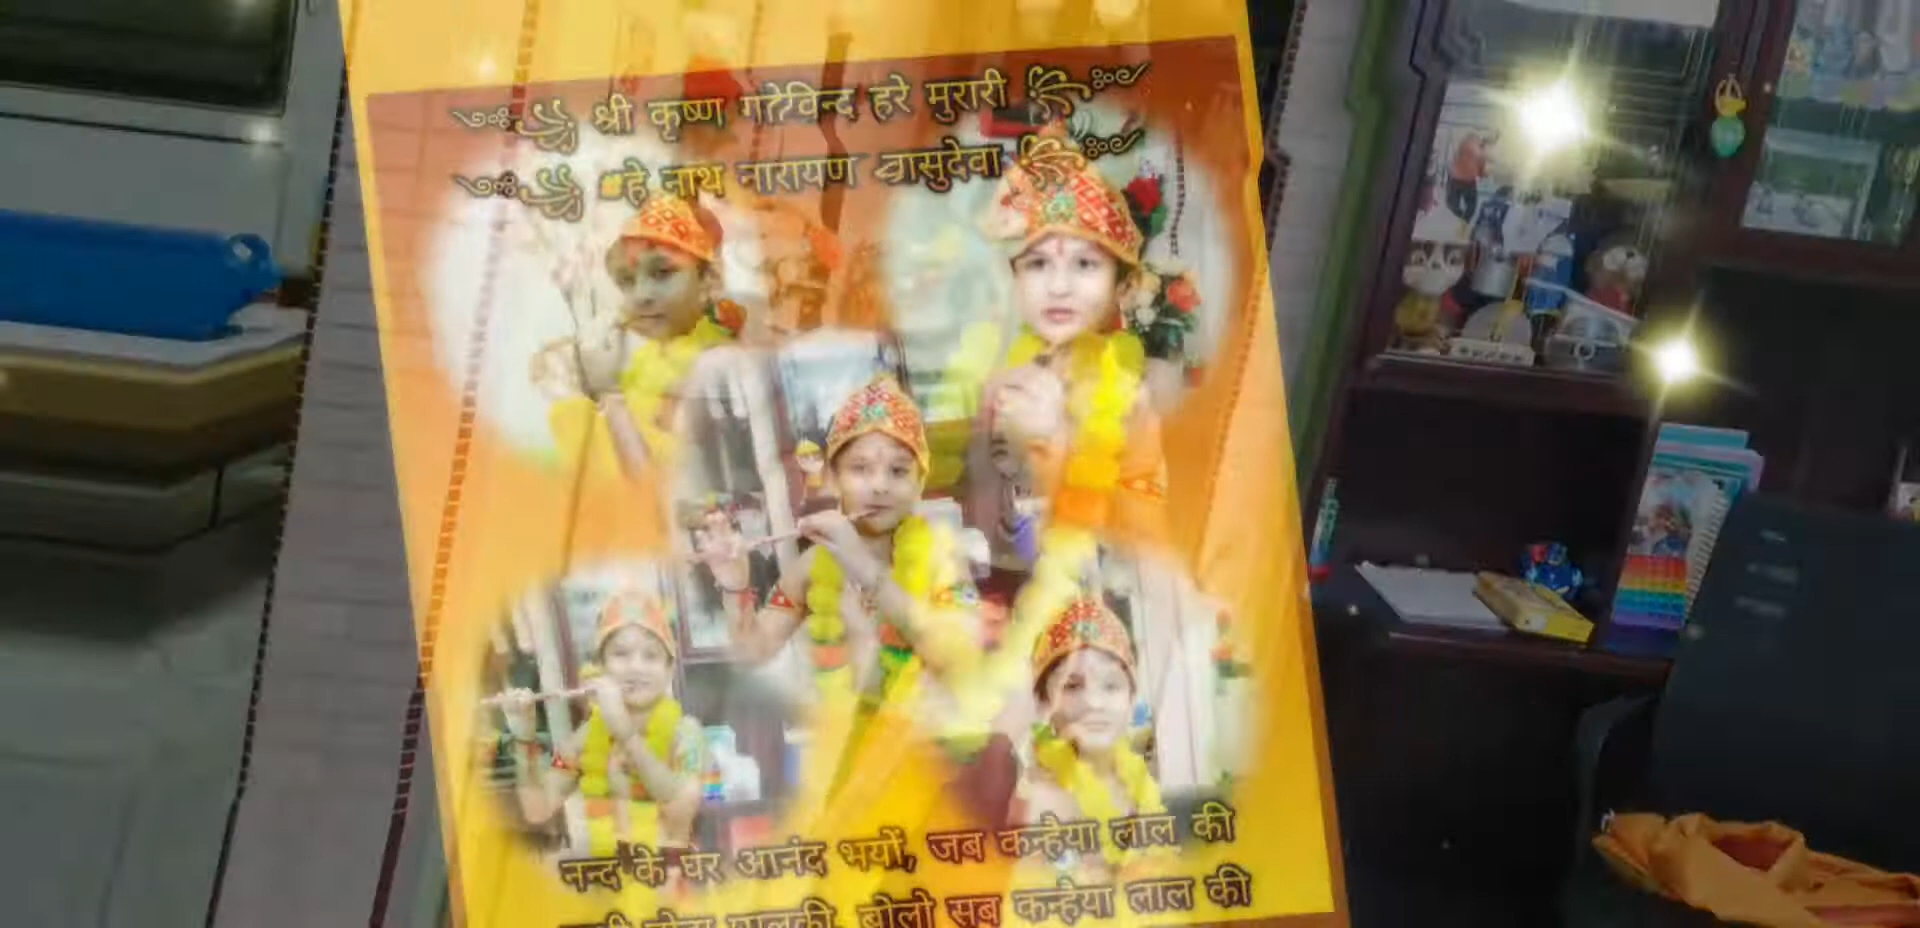 श्री कृष्ण गोविन्द हरे मुरारी
हे नाथ नारायण वासुदेवा
नन्द के घर आनंद भयों, जब कन्हैया लाल की
बोलो सब कन्हैया लाल की